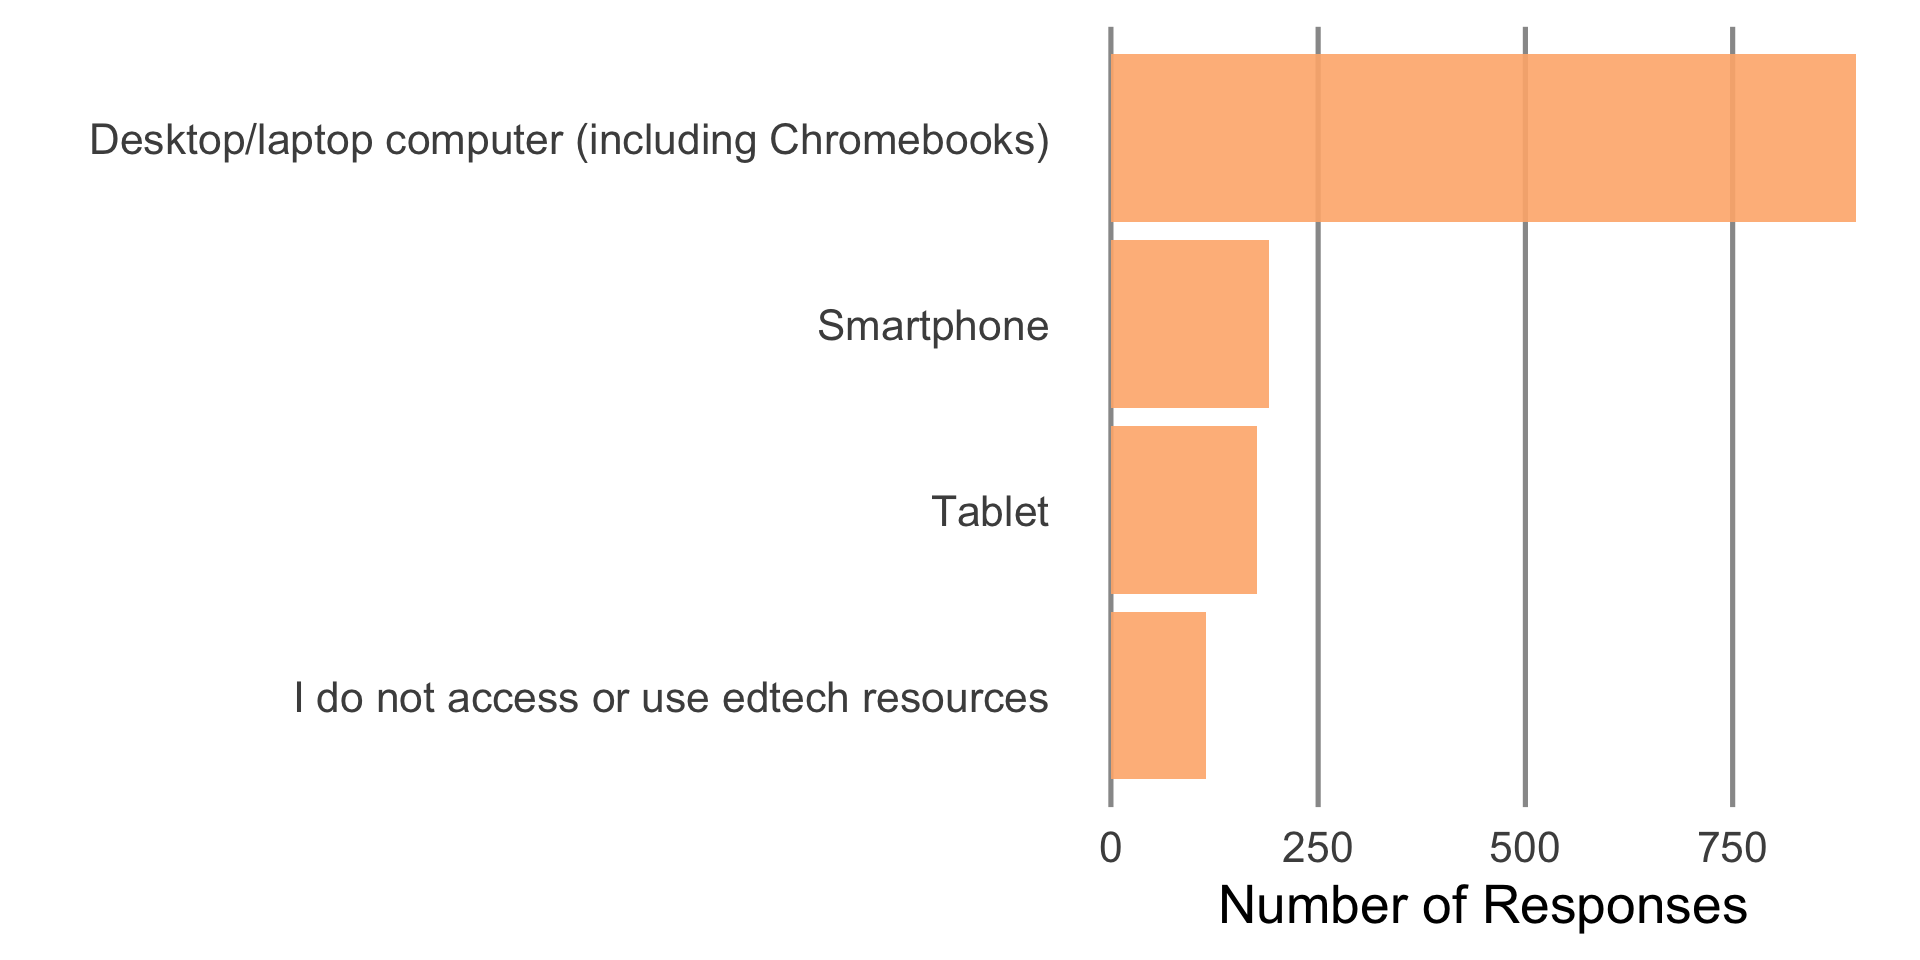 Desktop/laptop computer (including Chromebooks)
Smartphone
Tablet
I do not access or use edtech resources
0 250 500 750
Number of Responses